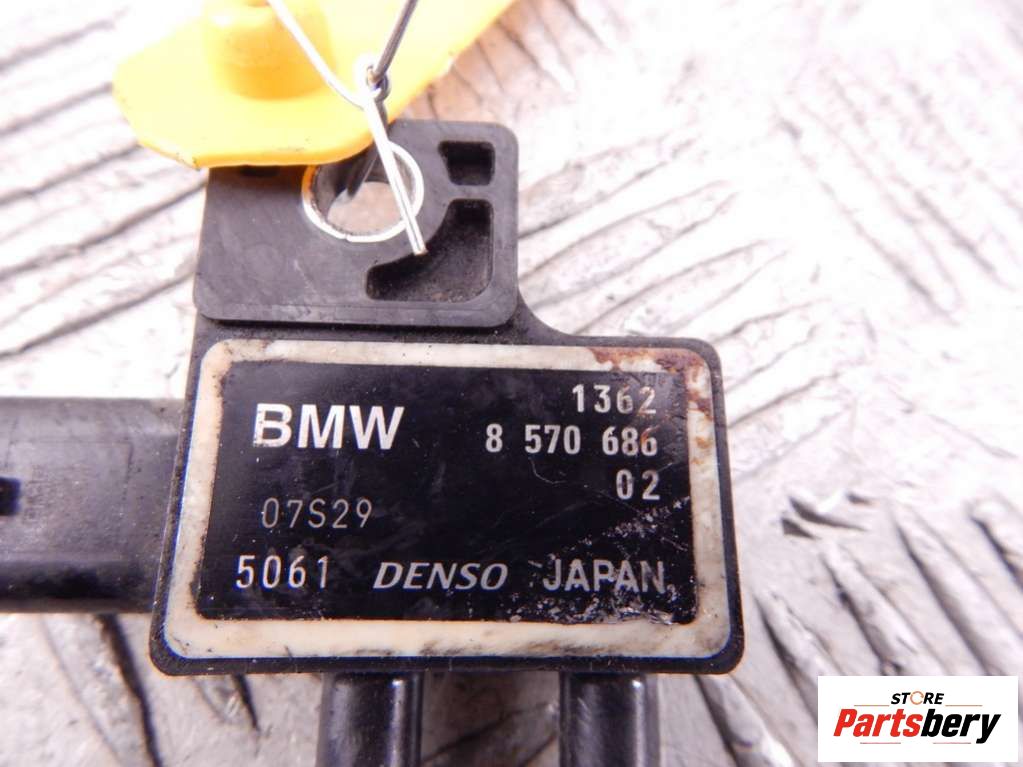 1362
BMW 8 570 686
02
07S29
5061 DENSO JAPAN
STORE
Partsbery